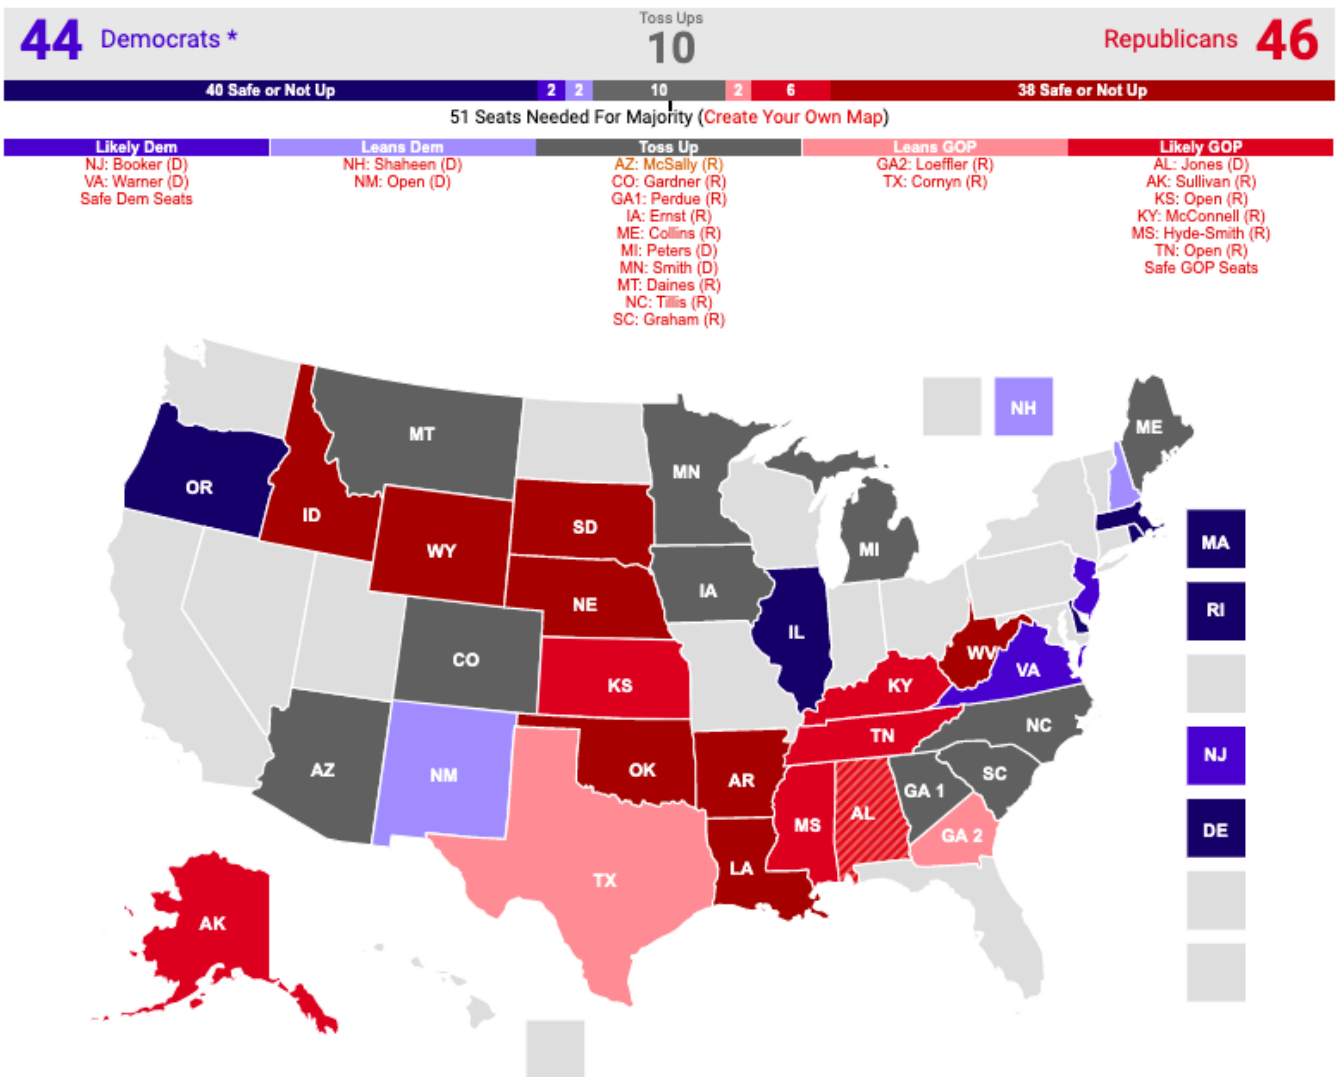 44 Democrats * Toss Ups 10 Republicans 46
40 Safe or Not Up 2 2 10 2 6 38 Safe or Not Up
51 Seats Needed For Majority (Create Your Own Map)
Likely Dem
NJ: Booker (D)
VA: Warner (D)
Safe Dem Seats
Leans Dem
NH: Shaheen (D)
NM: Open (D)
Toss Up
AZ: McSally (R)
CO: Gardner (R)
GA1: Perdue (R)
IA: Ernst (R)
ME: Collins (R)
MI: Peters (D)
MN: Smith (D)
MT: Daines (R)
NC: Tillis (R)
SC: Graham (R)
Leans GOP
GA2: Loeffler (R)
TX: Cornyn (R)
Likely GOP
AL: Jones (D)
AK: Sullivan (R)
KS: Open (R)
KY: McConnell (R)
MS: Hyde-Smith (R)
TN: Open (R)
Safe GOP Seats
NH
ME
MT
MN
OR
ID
SD
WY
MI
MA
NE
IA
RI
IL
CO
KS
KY
WV
VA
NC
TN
NJ
AZ
NM
OK
AR
SC
GA 1
MS
AL
GA 2
DE
LA
TX
AK